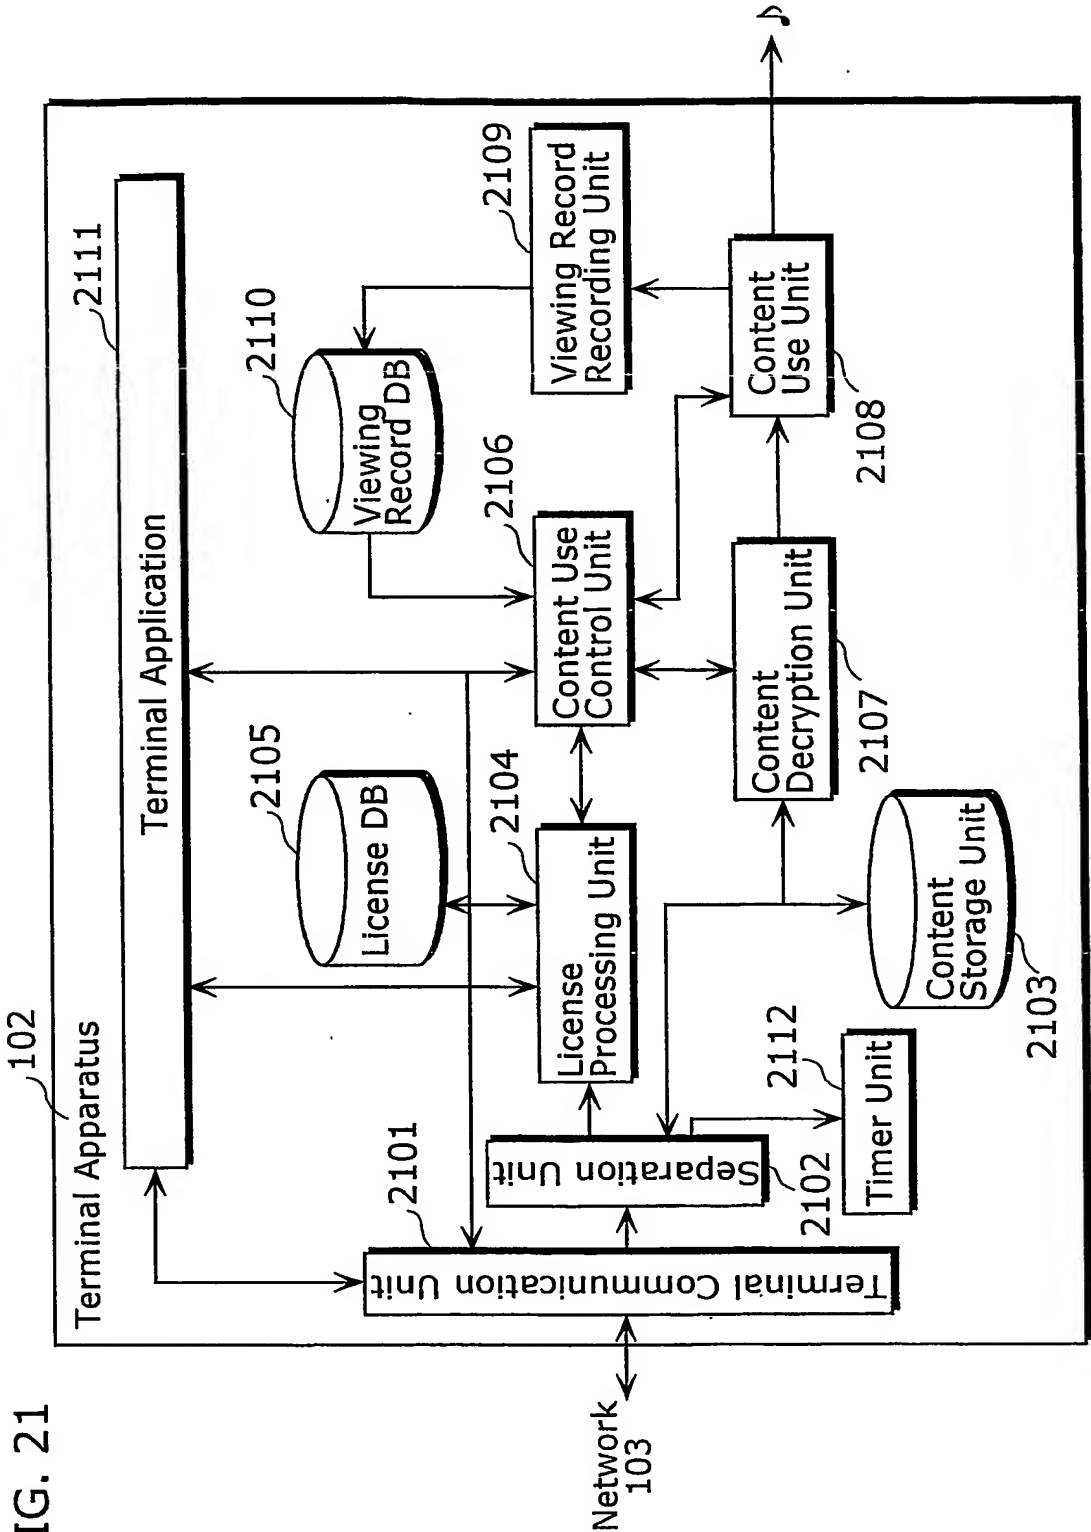 IG. 21
Terminal Apparatus
102
Terminal Application
2111
License DB
2105
Viewing
Record DB
2110
Terminal Communication Unit
2101
Separation Unit
2102
License
Processing Unit
2104
Content Use
Control Unit
2106
Viewing Record
Recording Unit
2109
Network
103
Timer Unit
2112
Content
Storage Unit
2103
Content
Decryption Unit
2107
Content
Use Unit
2108
♪